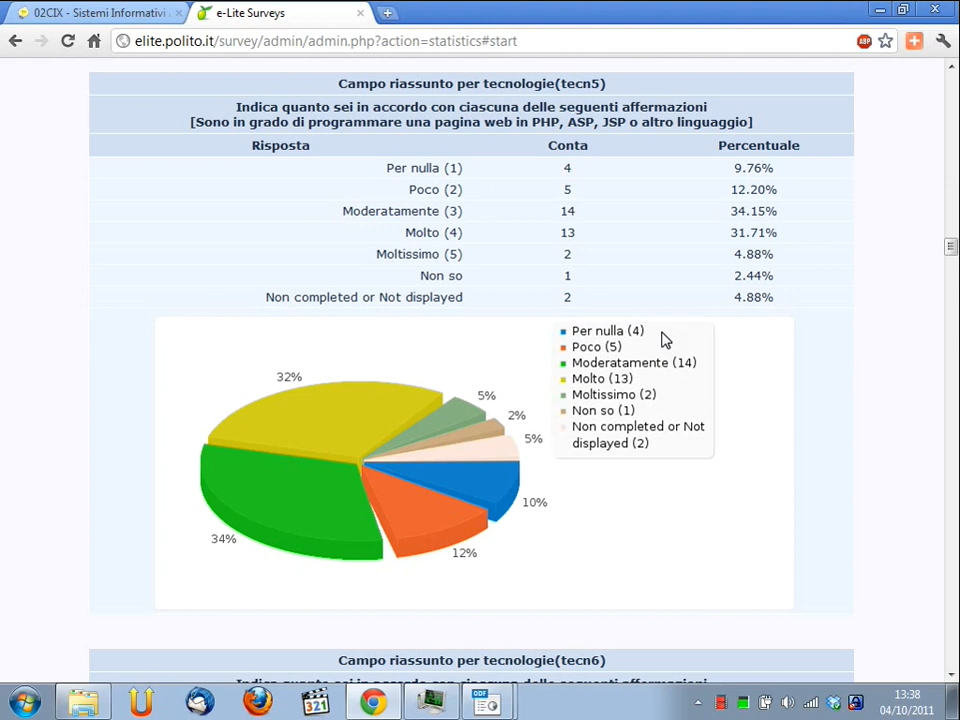 02CIX - Sistemi Informativi
e-Lite Surveys
elite.polito.it/survey/admin/admin.php?action=statistics#start
ABP
Campo riassunto per tecnologie(tecn5)
Indica quanto sei in accordo con ciascuna delle seguenti affermazioni
[Sono in grado di programmare una pagina web in PHP, ASP, JSP o altro linguaggio]
Risposta Conta Percentuale
Per nulla (1) 4 9.76%
Poco (2) 5 12.20%
Moderatamente (3) 14 34.15%
Molto (4) 13 31.71%
Moltissimo (5) 2 4.88%
Non so 1 2.44%
Non completed or Not displayed 2 4.88%
Per nulla (4)
Poco (5)
Moderatamente (14)
Molto (13)
Moltissimo (2)
Non so (1)
Non completed or Not
displayed (2)
32%
5%
2%
5%
10%
12%
34%
Campo riassunto per tecnologie(tecn6)
321
ODF
13:38
04/10/2011